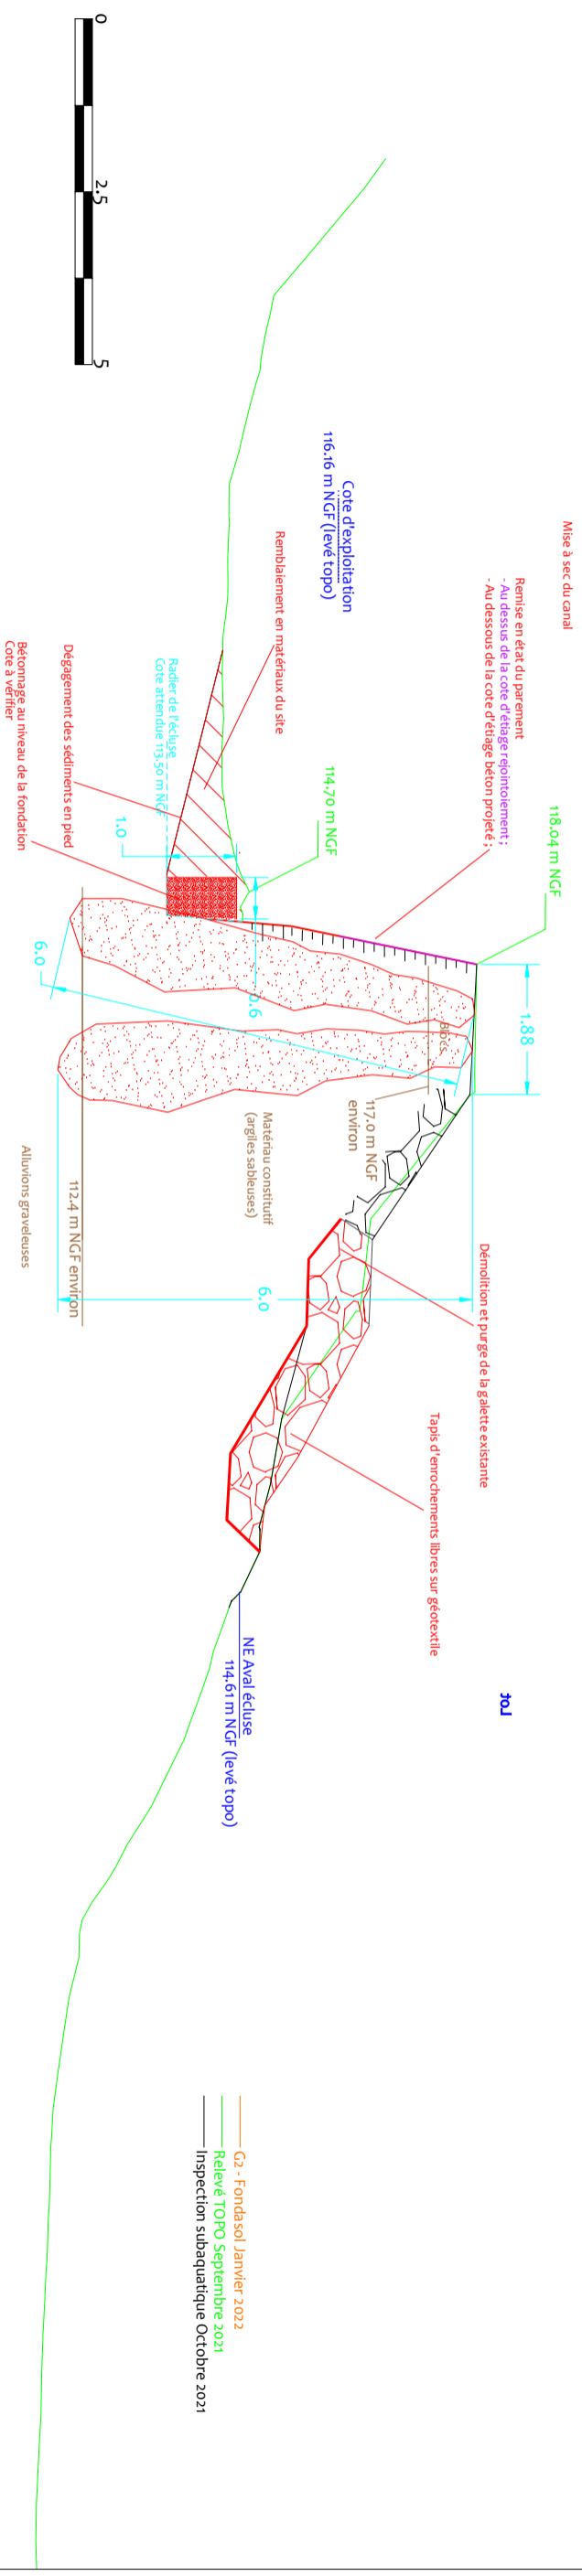 Mise à sec du canal
Remise en état du parement
- Au dessus de la cote d'étiage rejointoiement ;
- Au dessous de la cote d'étiage béton projeté ;
118.04 m NGF
1.88
Cote d'exploitation
116.16 m NGF (levé topo)
Remblaiement en matériaux du site
114.70 m NGF
Radier de l'écluse
Cote attendue 113.50 m NGF
1.0
0.6
Dégagement des sédiments en pied
Bétonnage au niveau de la fondation
Cote à vérifier
6.0
Blocs
117.0 m NGF
environ
Matériau constitutif
(argiles sableuses)
112.4 m NGF environ
Alluvions graveleuses
6.0
Démolition et purge de la galette existante
Tapis d'enrochements libres sur géotextile
NE Aval écluse
114.61 m NGF (levé topo)
G2 - Fondasol Janvier 2022
Relevé TOPO Septembre 2021
Inspection subaquatique Octobre 2021
0
2.5
5